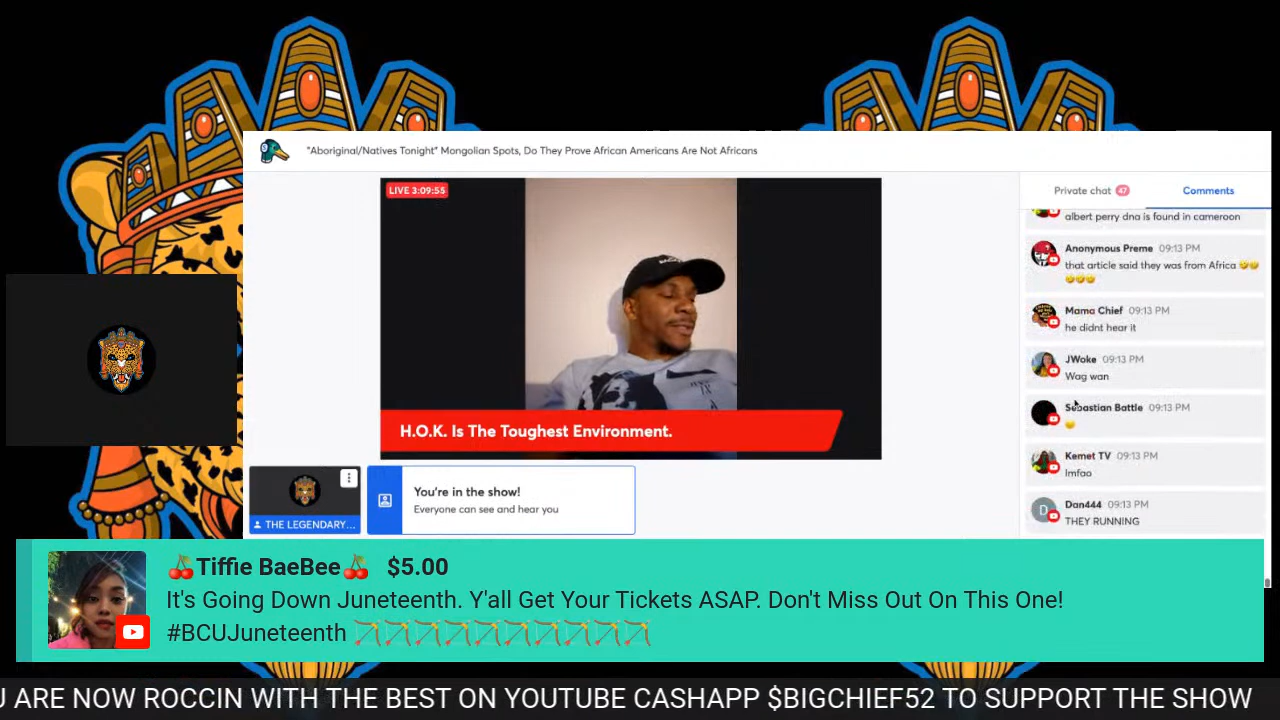 "Aboriginal/Natives Tonight" Mongolian Spots, Do They Prove African Americans Are Not Africans
LIVE 3:09:55
H.O.K. Is The Toughest Environment.
THE LEGENDARY...
You're in the show!
Everyone can see and hear you
Private chat 47
Comments
albert perry dna is found in cameroon
Anonymous Preme 09:13 PM
that article said they was from Africa 🤣🤣
🤣🤣🤣
Mama Chief 09:13 PM
he didnt hear it
JWoke 09:13 PM
Wag wan
Sebastian Battle 09:13 PM
Kemet TV 09:13 PM
lmfao
D
Dan444 09:13 PM
THEY RUNNING
🍒Tiffie BaeBee🍒 $5.00
It's Going Down Juneteenth. Y'all Get Your Tickets ASAP. Don't Miss Out On This One!
#BCUJuneteenth 🏹🏹🏹🏹🏹🏹🏹🏹🏹🏹
U ARE NOW ROCCIN WITH THE BEST ON YOUTUBE CASHAPP $BIGCHIEF52 TO SUPPORT THE SHOW